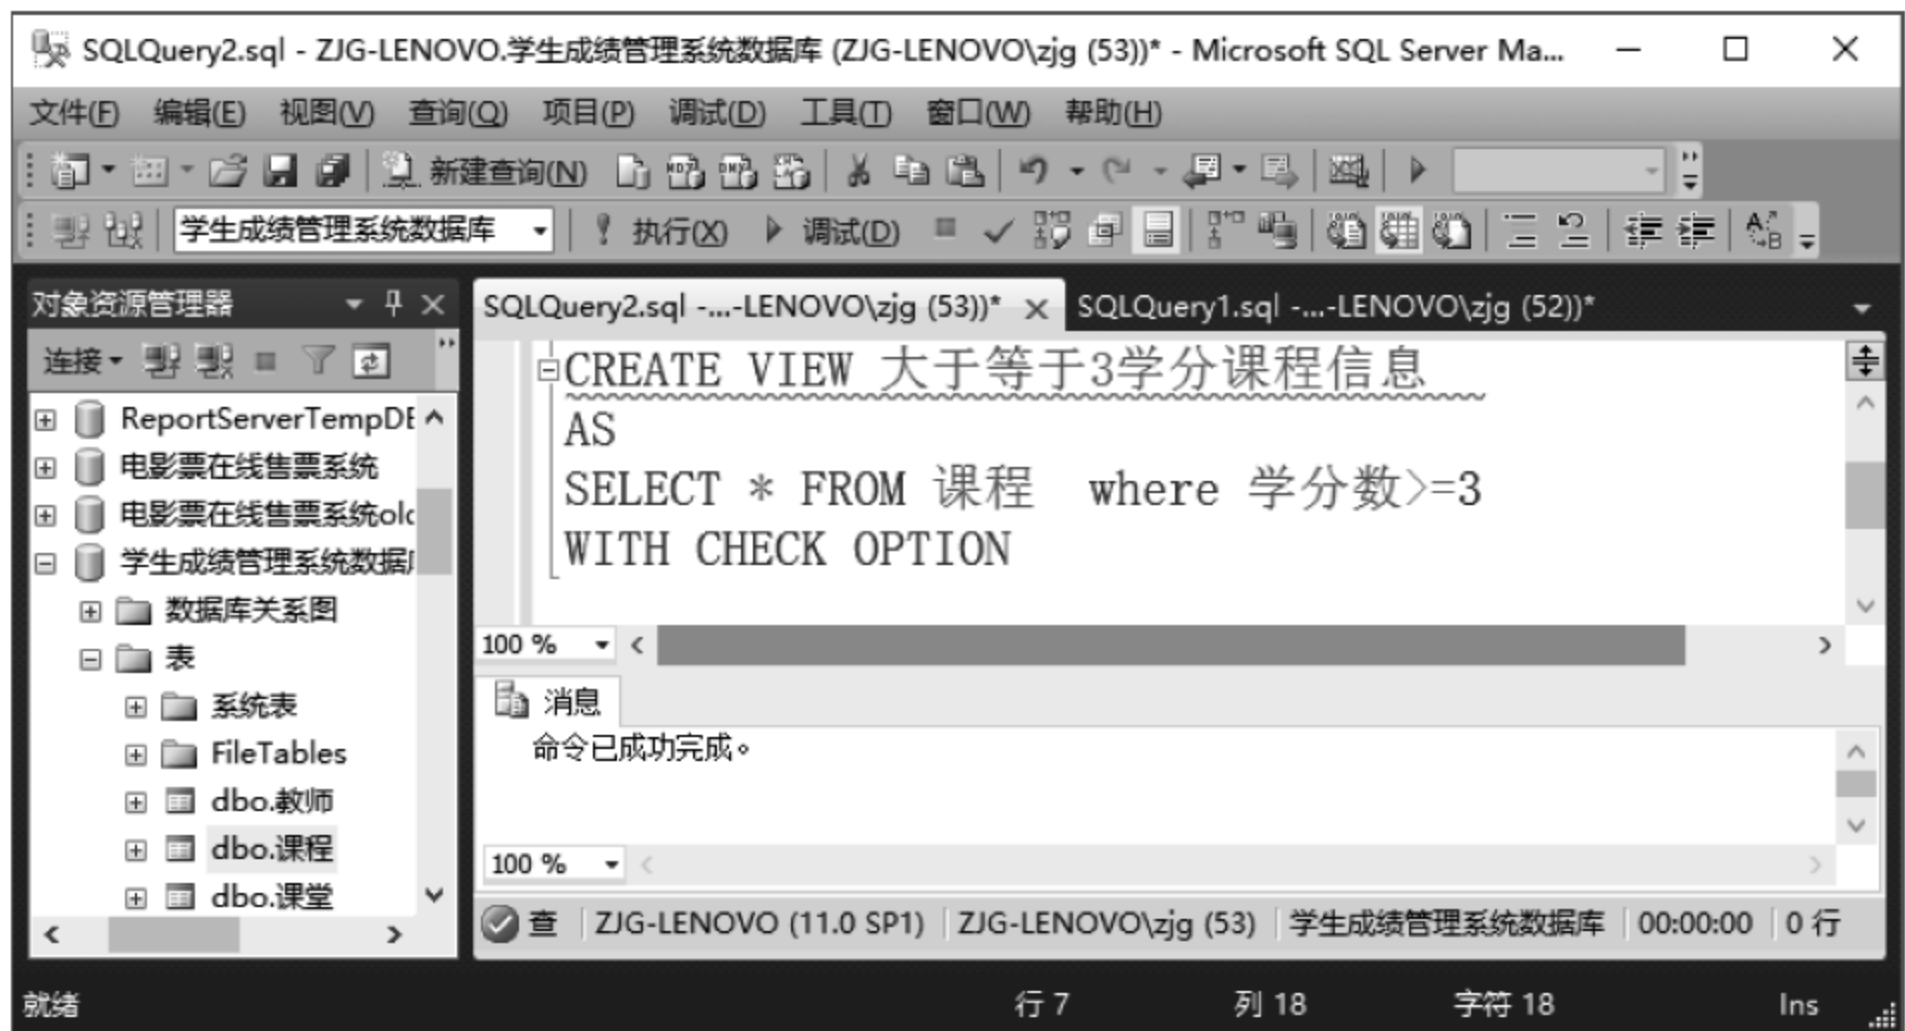 SQLQuery2.sql - ZJG-LENOVO.学生成绩管理系统数据库 (ZJG-LENOVO\zjg (53))* - Microsoft SQL Server Ma...
文件(F) 编辑(E) 视图(V) 查询(Q) 项目(P) 调试(D) 工具(T) 窗口(W) 帮助(H)
新建查询(N)
学生成绩管理系统数据库 执行(X) 调试(D)
对象资源管理器
连接
ReportServerTempDE
电影票在线售票系统
电影票在线售票系统old
学生成绩管理系统数据库
数据库关系图
表
系统表
FileTables
dbo.教师
dbo.课程
dbo.课堂
SQLQuery2.sql -...-LENOVO\zjg (53))* SQLQuery1.sql -...-LENOVO\zjg (52))*
CREATE VIEW 大于等于3学分课程信息
AS
SELECT * FROM 课程 where 学分数>=3
WITH CHECK OPTION
100 %
消息
命令已成功完成。
100 %
查 ZJG-LENOVO (11.0 SP1) ZJG-LENOVO\zjg (53) 学生成绩管理系统数据库 00:00:00 0 行
就绪 行 7 列 18 字符 18 Ins